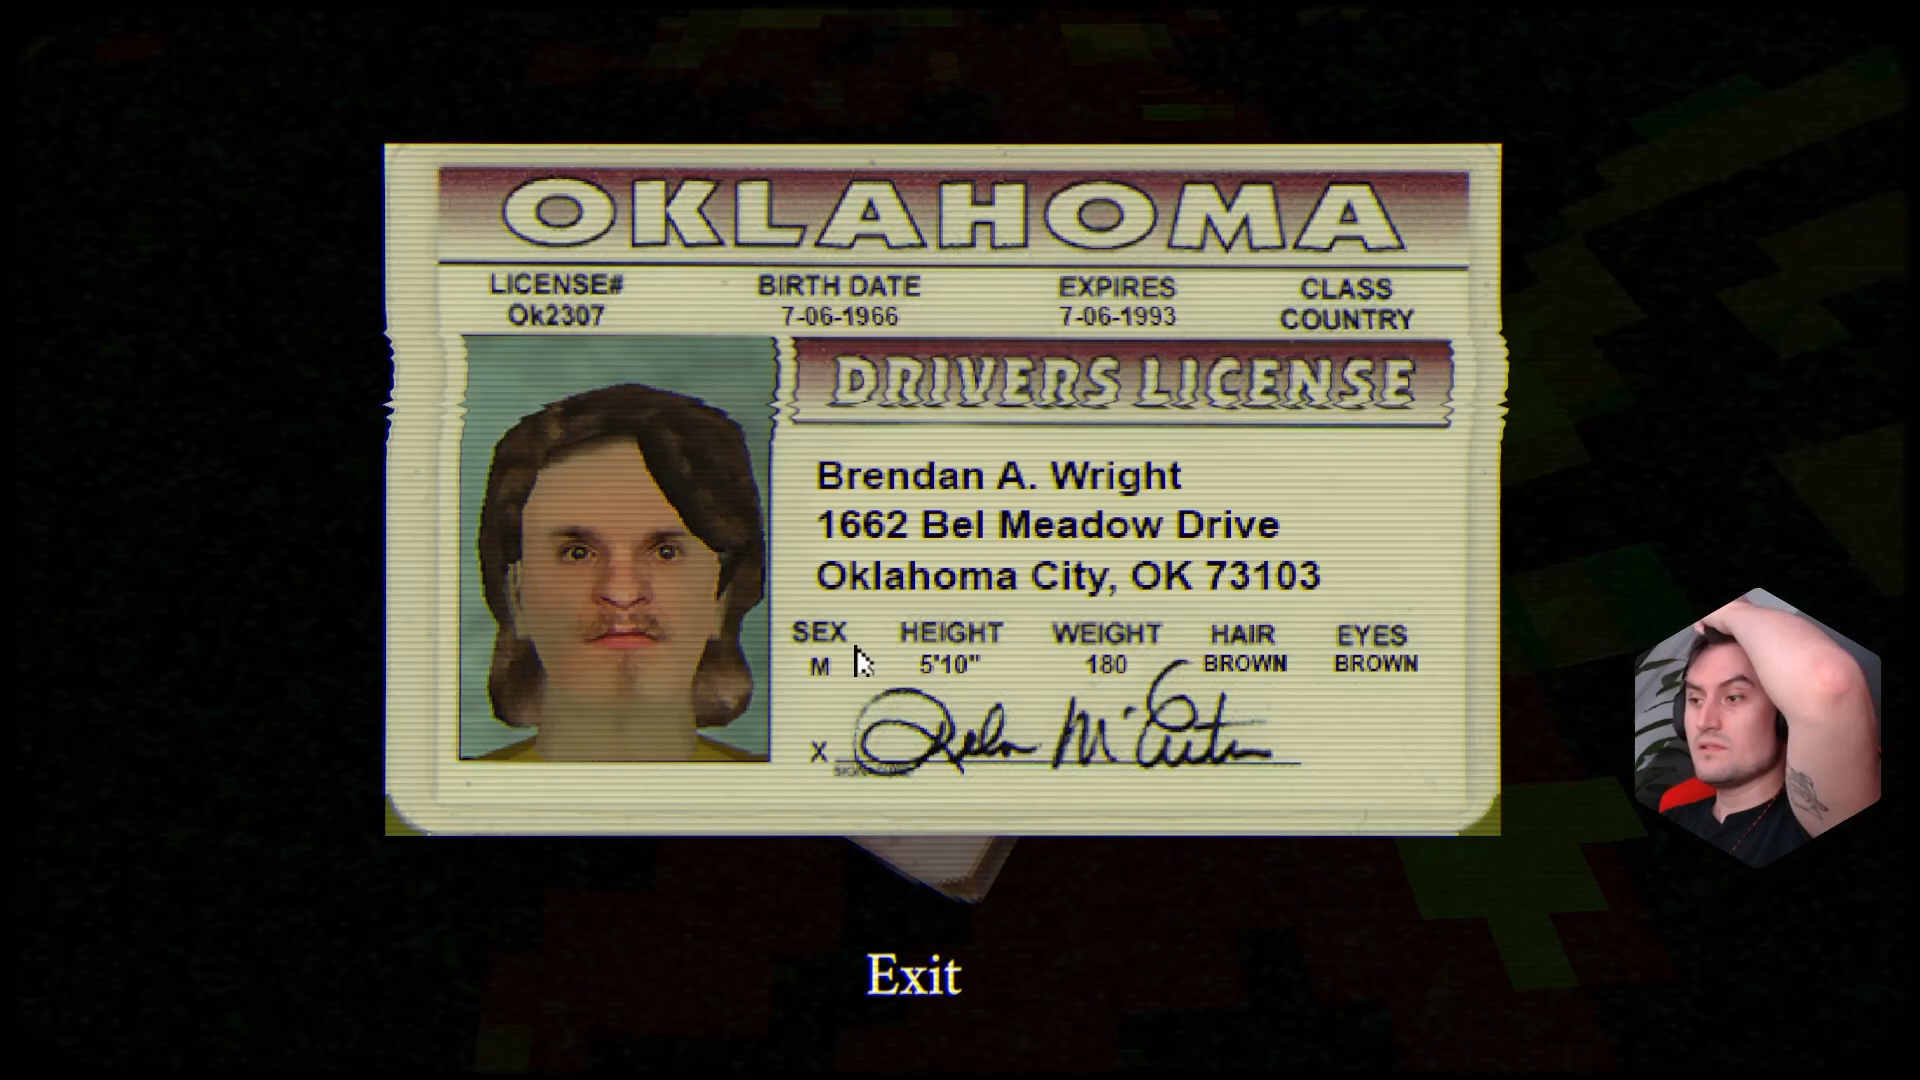 OKLAHOMA
LICENSE# BIRTH DATE EXPIRES CLASS
Ok2307 7-06-1966 7-06-1993 COUNTRY
DRIVERS LICENSE
Brendan A. Wright
1662 Bel Meadow Drive
Oklahoma City, OK 73103
SEX HEIGHT WEIGHT HAIR EYES
M 5'10" 180 BROWN BROWN
X
Exit